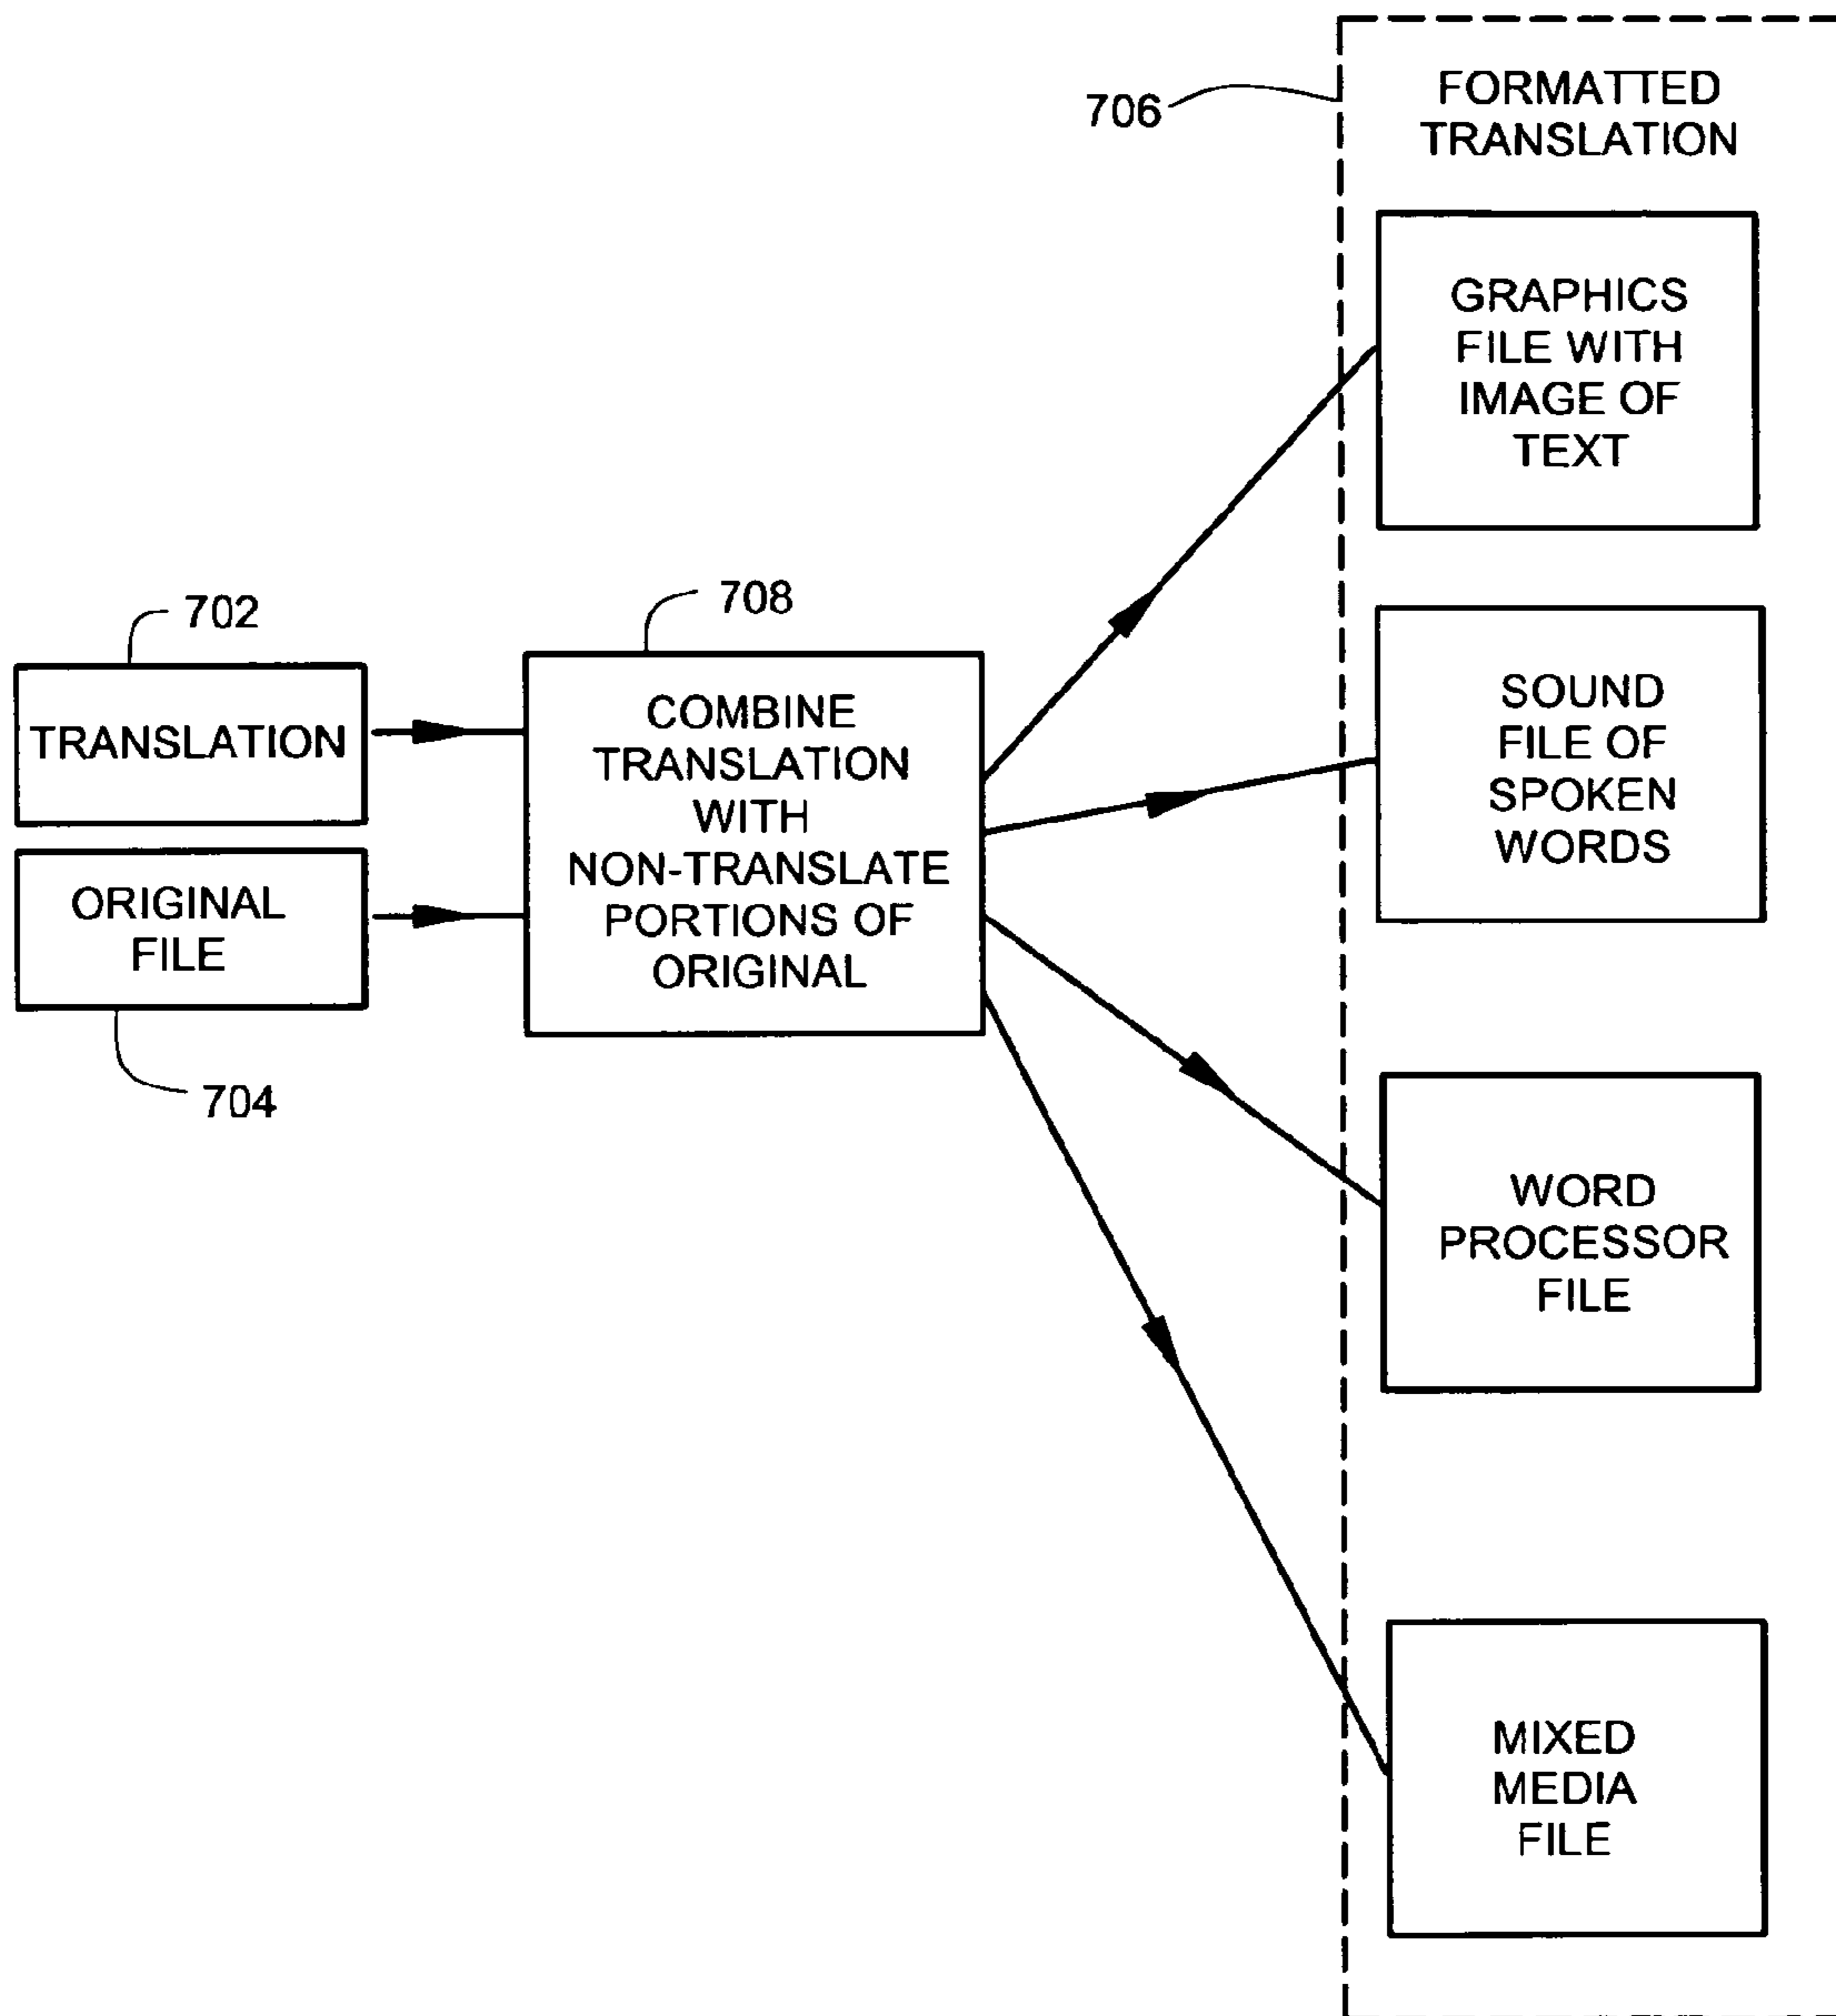 706
FORMATTED
TRANSLATION
GRAPHICS
FILE WITH
IMAGE OF
TEXT
702
TRANSLATION
ORIGINAL
FILE
704
708
COMBINE
TRANSLATION
WITH
NON-TRANSLATE
PORTIONS OF
ORIGINAL
SOUND
FILE OF
SPOKEN
WORDS
WORD
PROCESSOR
FILE
MIXED
MEDIA
FILE